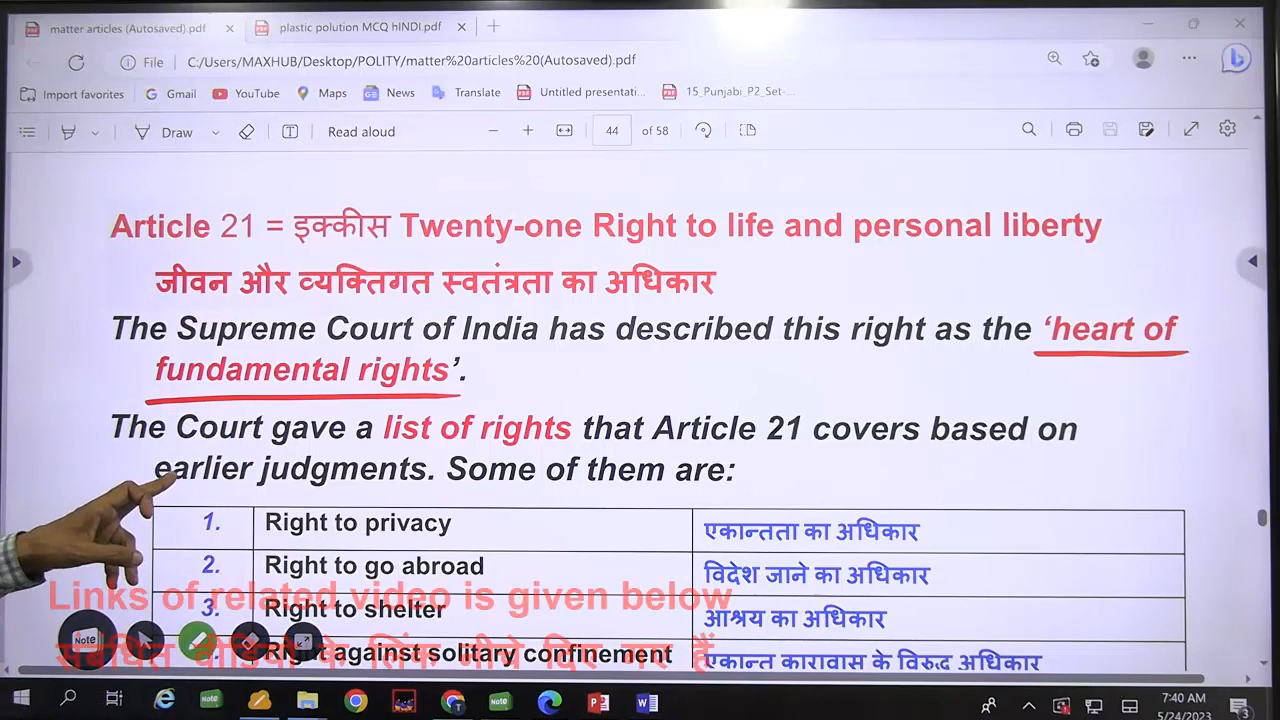 matter articles (Autosaved).pdf
plastic polution MCQ hINDI.pdf
File
C:/Users/MAXHUB/Desktop/POLITY/matter%20articles%20(Autosaved).pdf
Import favorites
Gmail
YouTube
Maps
News
Translate
Untitled presentati...
15_Punjabi_P2_Set-...
Draw
Read aloud
44
of 58
Article 21 = इक्कीस Twenty-one Right to life and personal liberty
जीवन और व्यक्तिगत स्वतंत्रता का अधिकार
The Supreme Court of India has described this right as the ‘heart of
fundamental rights’.
The Court gave a list of rights that Article 21 covers based on
earlier judgments. Some of them are:
1. Right to privacy एकान्तता का अधिकार
2. Right to go abroad विदेश जाने का अधिकार
Links of related video is given below
3. Right to shelter आश्रय का अधिकार
संबंधित वीडियो के लिंक नीचे दिए गए हैं
Right against solitary confinement एकान्त कारावास के विरुद्ध अधिकार
Note
Note
Note
7:40 AM
5/24/2023
3